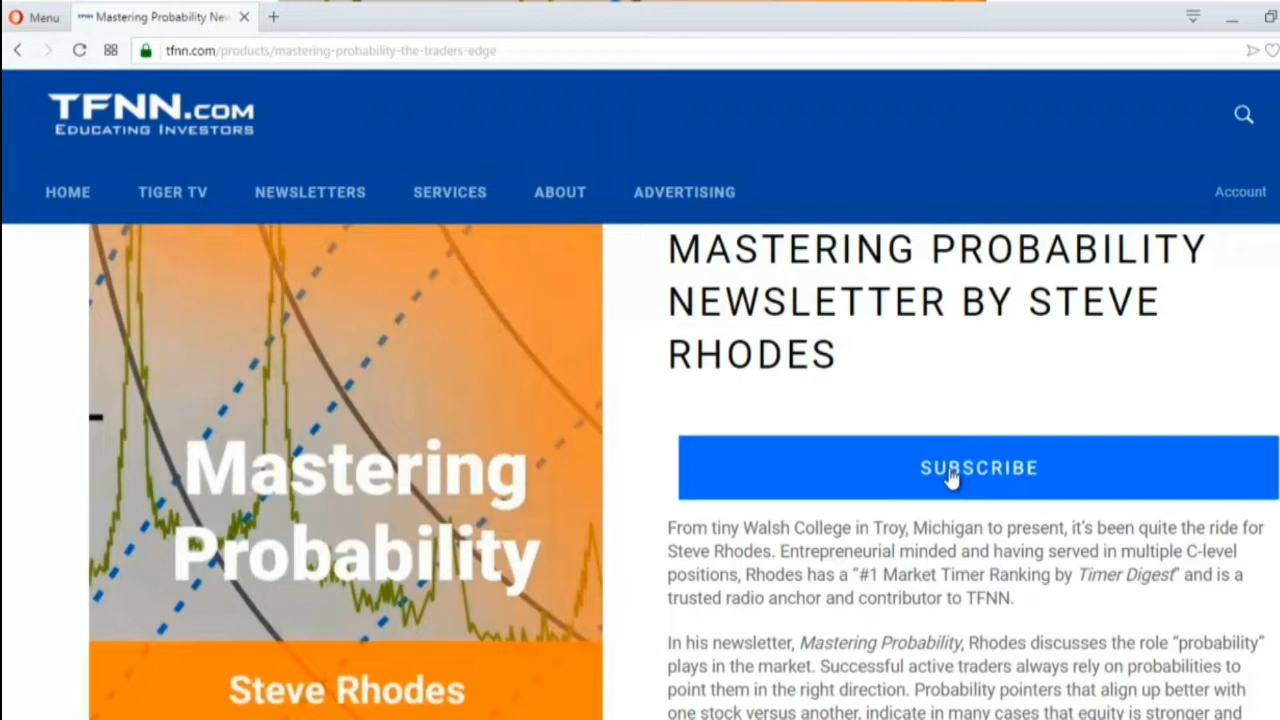 Menu
Mastering Probability New
tfnn.com/products/mastering-probability-the-traders-edge
TFNN.COM
EDUCATING INVESTORS
HOME TIGER TV NEWSLETTERS SERVICES ABOUT ADVERTISING Account
MASTERING PROBABILITY
NEWSLETTER BY STEVE
RHODES
SUBSCRIBE
From tiny Walsh College in Troy, Michigan to present, it's been quite the ride for
Steve Rhodes. Entrepreneurial minded and having served in multiple C-level
positions, Rhodes has a “#1 Market Timer Ranking by Timer Digest” and is a
trusted radio anchor and contributor to TFNN.
In his newsletter, Mastering Probability, Rhodes discusses the role “probability”
plays in the market. Successful active traders always rely on probabilities to
point them in the right direction. Probability pointers that align up better with
one stock versus another, indicate in many cases that equity is stronger and
Mastering
Probability
Steve Rhodes